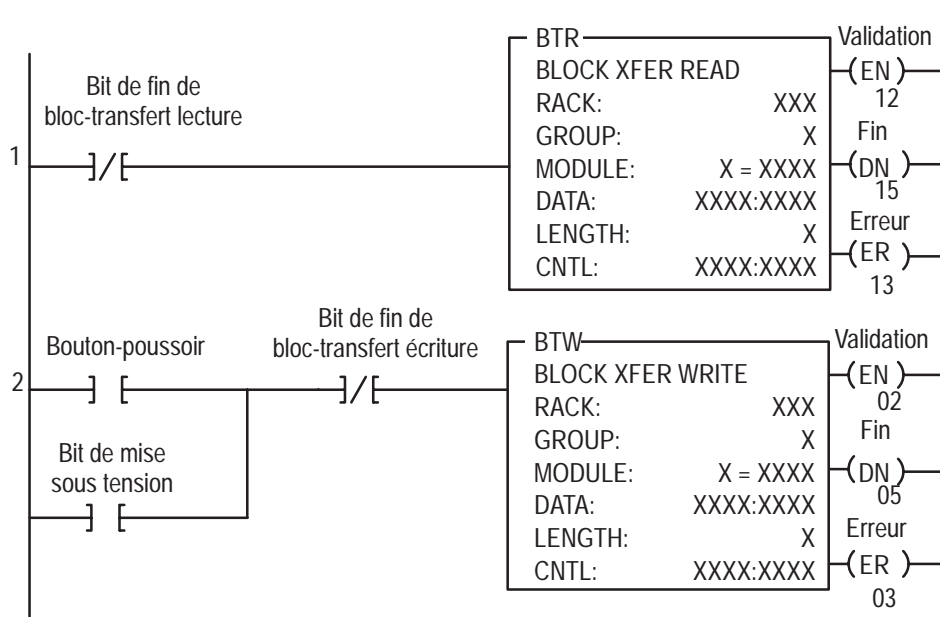 Bit de fin de
bloc-transfert lecture
1
BTR
BLOCK XFER READ
RACK: XXX
GROUP: X
MODULE: X = XXXX
DATA: XXXX:XXXX
LENGTH: X
CNTL: XXXX:XXXX
Validation
EN
12
Fin
DN
15
Erreur
ER
13
2
Bouton-poussoir
Bit de mise
sous tension
Bit de fin de
bloc-transfert écriture
BTW
BLOCK XFER WRITE
RACK: XXX
GROUP: X
MODULE: X = XXXX
DATA: XXXX:XXXX
LENGTH: X
CNTL: XXXX:XXXX
Validation
EN
02
Fin
DN
05
Erreur
ER
03